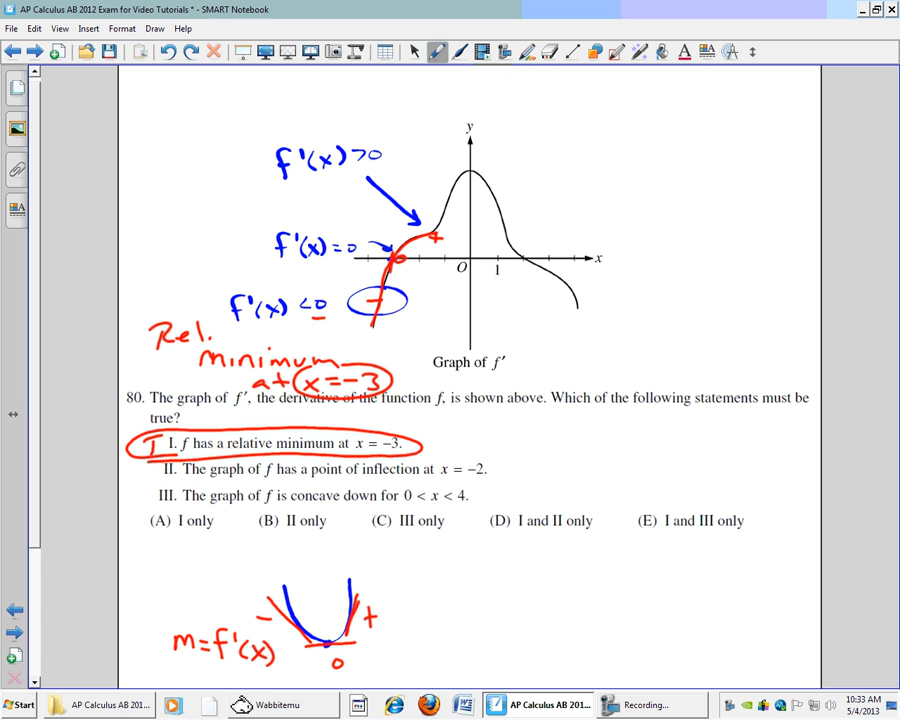 AP Calculus AB 2012 Exam for Video Tutorials * - SMART Notebook
File Edit View Insert Format Draw Help
y
f'(x) >0
f'(x) = 0
x
O
1
f'(x) <0
Rel.
minimum
at x=-3
Graph of f′
80. The graph of f′, the derivative of the function f, is shown above. Which of the following statements must be
true?
T I. f has a relative minimum at x = −3.
II. The graph of f has a point of inflection at x = −2.
III. The graph of f is concave down for 0 < x < 4.
(A) I only (B) II only (C) III only (D) I and II only (E) I and III only
− +
m=f'(x)
0
Start AP Calculus AB 201... Wabbitemu AP Calculus AB 201... Recording...
10:33 AM
5/4/2013